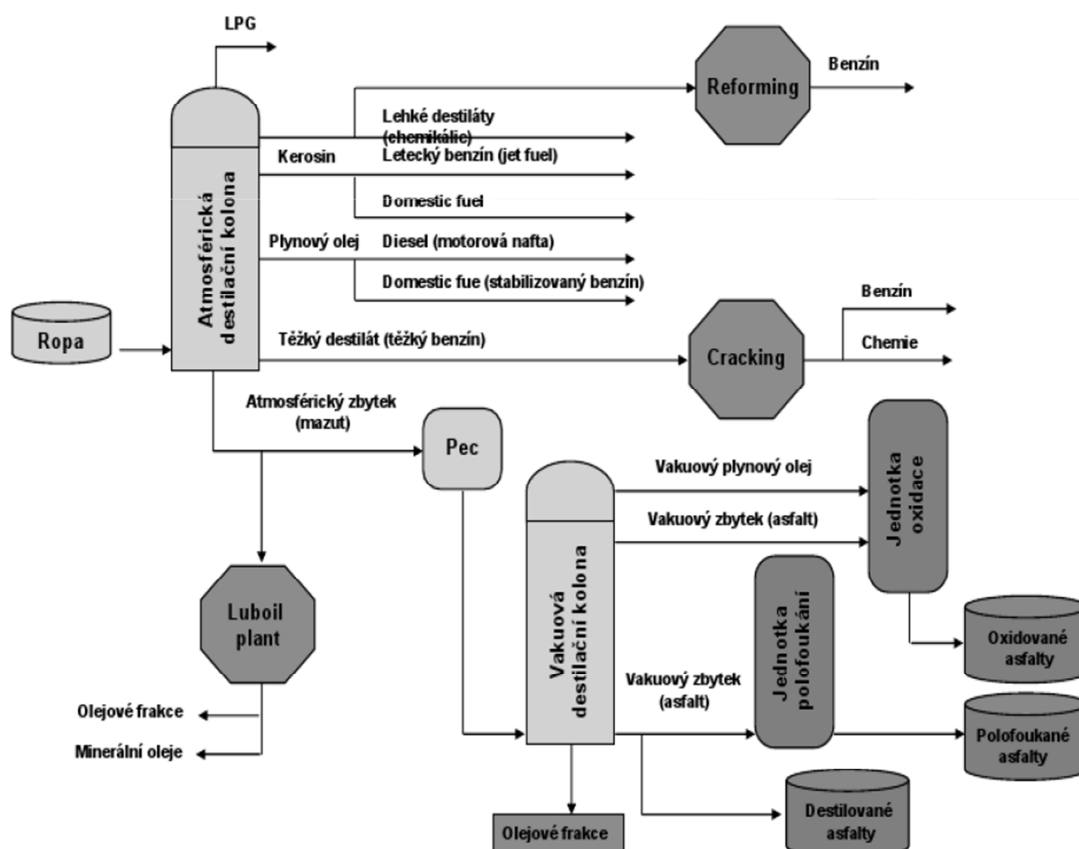 LPG
Reforming
Benzín
Lehké destiláty
(chemikálie)
Kerosin
Letecký benzín (jet fuel)
Domestic fuel
Plynový olej
Diesel (motorová nafta)
Domestic fue (stabilizovaný benzín)
Atmosférická
destilační kolona
Ropa
Těžký destilát (těžký benzín)
Cracking
Benzín
Chemie
Atmosférický zbytek
(mazut)
Pec
Vakuový plynový olej
Vakuový zbytek (asfalt)
Jednotka
oxidace
Luboil
plant
Vakuová
destilační kolona
Jednotka
polofoukání
Oxidované
asfalty
Vakuový zbytek
(asfalt)
Olejové frakce
Minerální oleje
Polofoukané
asfalty
Olejové frakce
Destilované
asfalty